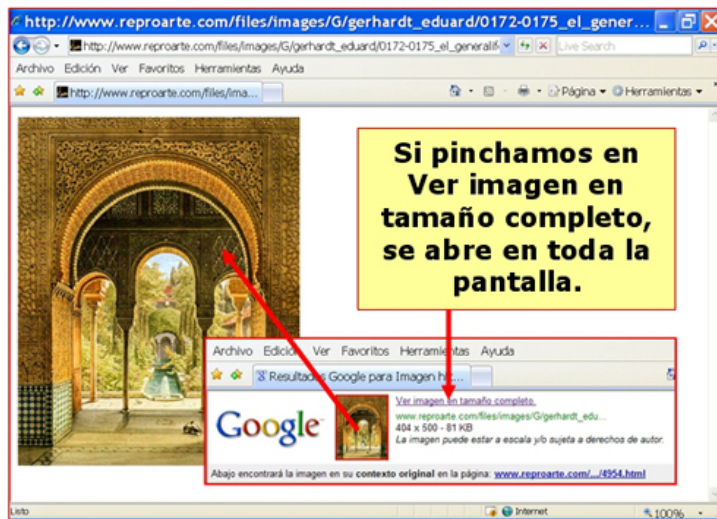 http://www.reproarte.com/files/images/G/gerhardt_eduard/0172-0175_el_gener...
http://www.reproarte.com/files/images/G/gerhardt_eduard/0172-0175_el_generalif
Live Search
Archivo Edición Ver Favoritos Herramientas Ayuda
http://www.reproarte.com/files/ima...
Página Herramientas
Si pinchamos en
Ver imagen en
tamaño completo,
se abre en toda la
pantalla.
Archivo Edición Ver Favoritos Herramientas Ayuda
Resultados Google para Imagen htt...
Google
Ver imagen en tamaño completo.
www.reproarte.com/files/images/G/gerhardt_edu...
404 x 500 - 81 KB
La imagen puede estar a escala y/o sujeta a derechos de autor.
Abajo encontrará la imagen en su contexto original en la página: www.reproarte.com/.../4954.html
Listo
Internet
100%